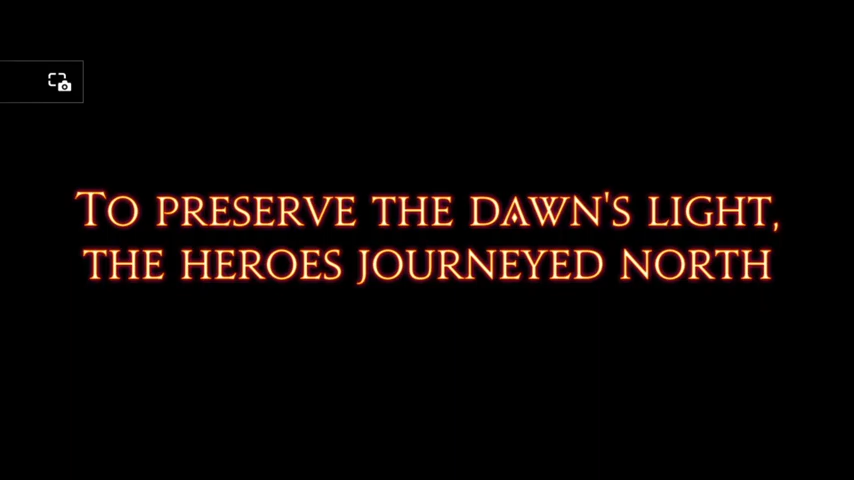 To preserve the dawn's light,
the heroes journeyed north